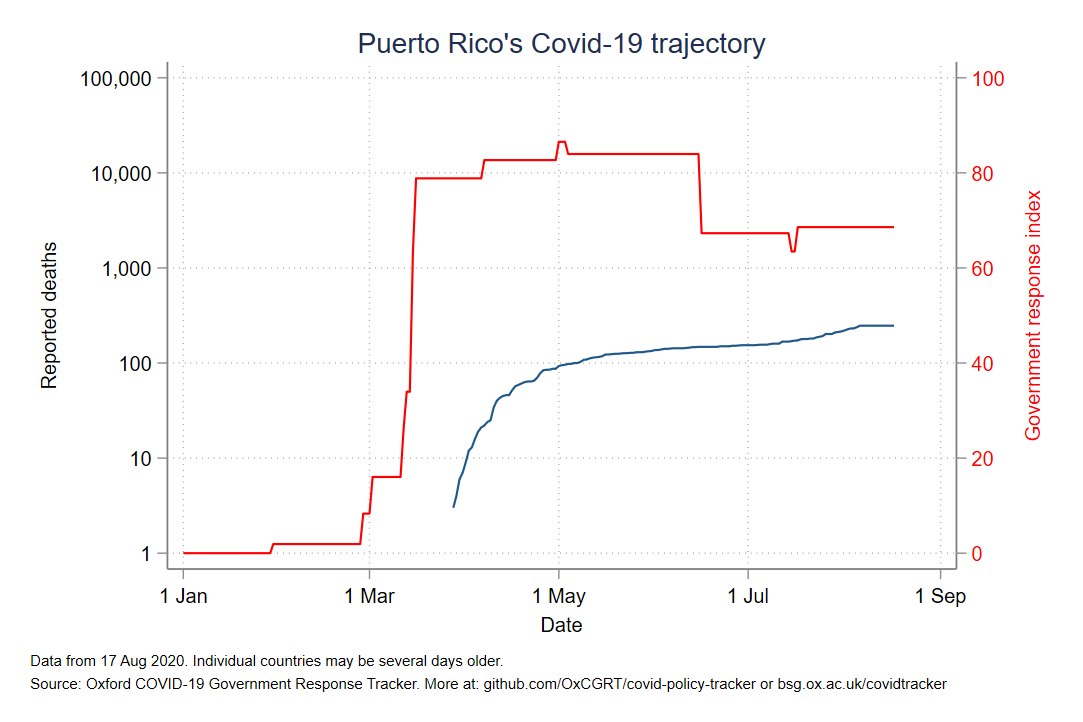 Puerto Rico's Covid-19 trajectory
100,000
10,000
1,000
100
10
1
Reported deaths
100
80
60
40
20
0
Government response index
1 Jan
1 Mar
1 May
1 Jul
1 Sep
Date
Data from 17 Aug 2020. Individual countries may be several days older.
Source: Oxford COVID-19 Government Response Tracker. More at: github.com/OxCGRT/covid-policy-tracker or bsg.ox.ac.uk/covidtracker